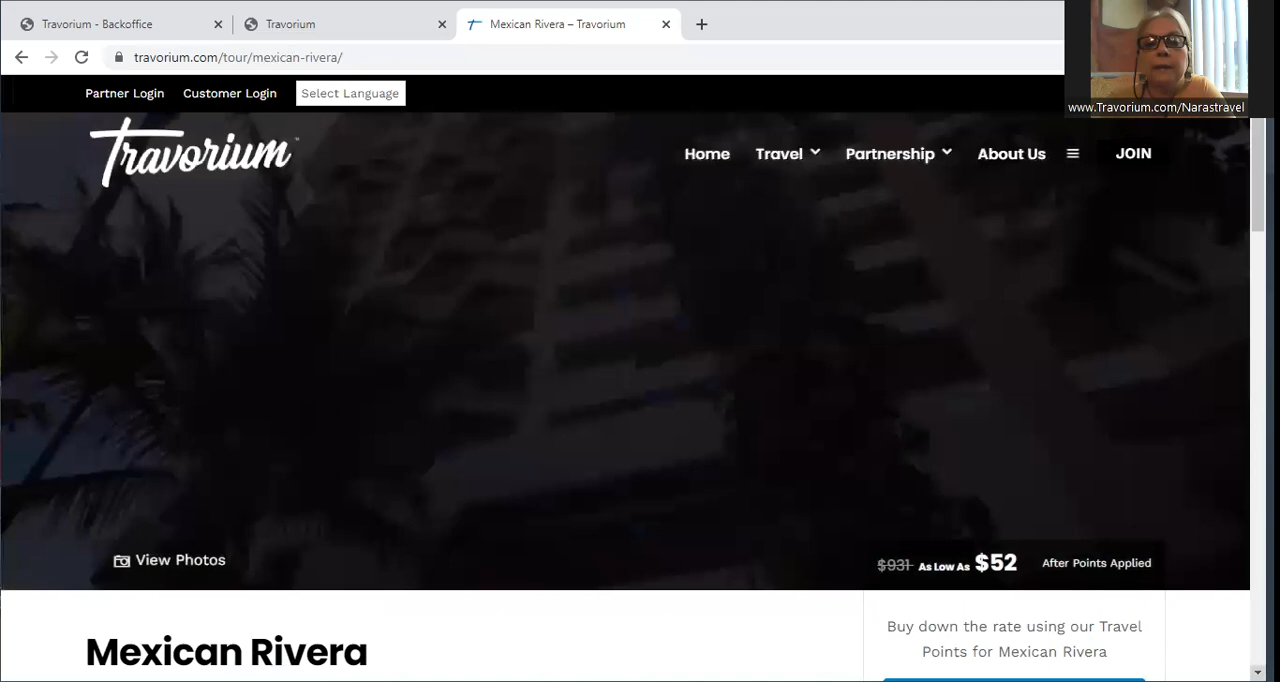 Travorium - Backoffice
Travorium
Mexican Rivera – Travorium
travorium.com/tour/mexican-rivera/
www.Travorium.com/Narastravel
Partner Login Customer Login Select Language
Travorium™
Home Travel Partnership About Us JOIN
View Photos
$931 As Low As $52 After Points Applied
Mexican Rivera
Buy down the rate using our Travel
Points for Mexican Rivera